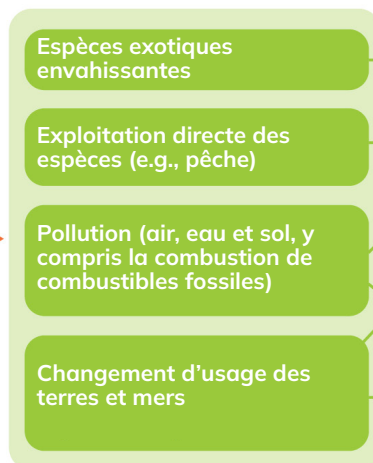 Espèces exotiques
envahissantes
Exploitation directe des
espèces (e.g., pêche)
Pollution (air, eau et sol, y
compris la combustion de
combustibles fossiles)
Changement d’usage des
terres et mers